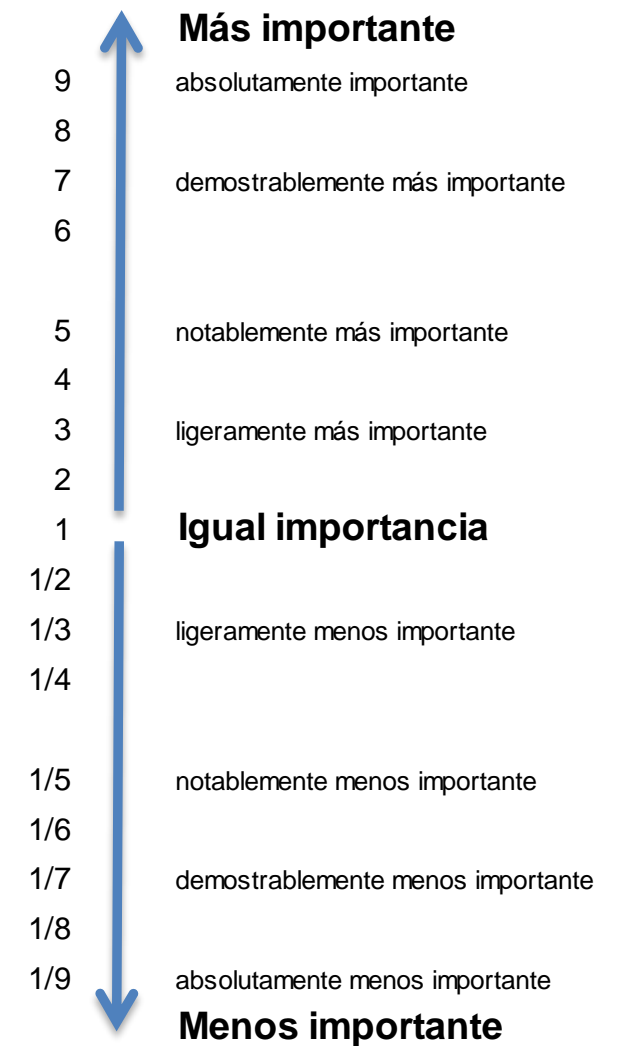 Más importante
9 absolutamente importante
8
7 demostrablemente más importante
6
5 notablemente más importante
4
3 ligeramente más importante
2
1 Igual importancia
1/2
1/3 ligeramente menos importante
1/4
1/5 notablemente menos importante
1/6
1/7 demostrablemente menos importante
1/8
1/9 absolutamente menos importante
Menos importante